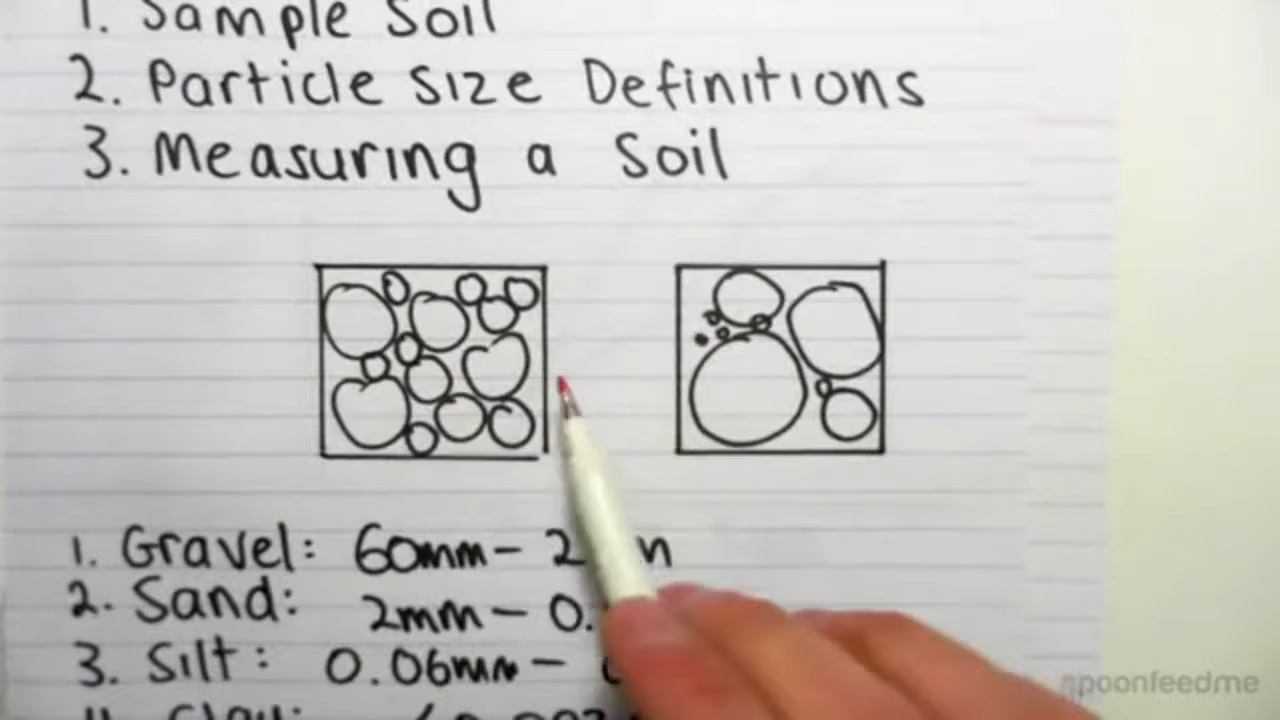 1. Sample Soil
2. Particle Size Definitions
3. Measuring a Soil
1. Gravel: 60mm- 2
2. Sand: 2mm - 0.
3. Silt: 0.06mm -
spoonfeedme